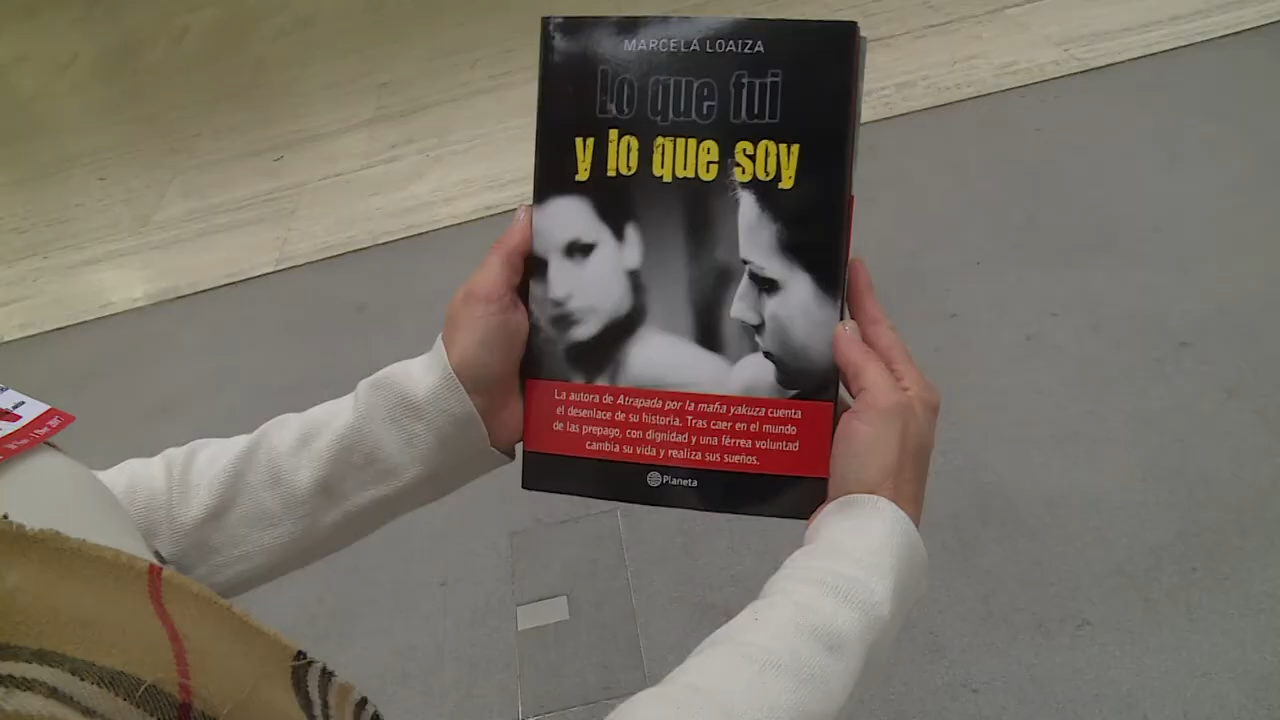 MARCELA LOAIZA
Lo que fui
y lo que soy
La autora de Atrapada por la mafia yakuza cuenta
el desenlace de su historia. Tras caer en el mundo
de las prepago, con dignidad y una férrea voluntad
cambia su vida y realiza sus sueños.
Planeta